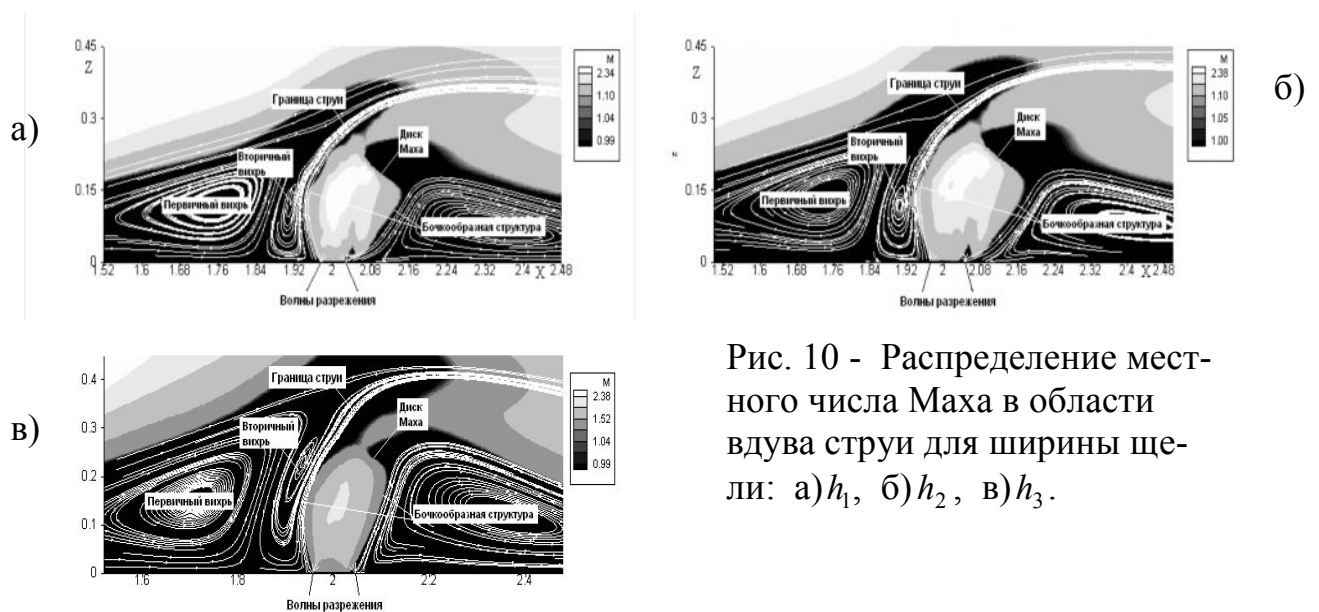 а)
0.45
Z
0.3
0.15
0
1.52 1.6 1.68 1.76 1.84 1.92 2 2.08 2.16 2.24 2.32 2.4 X 2.48
Граница струи
Диск
Маха
Вторичный
вихрь
Первичный вихрь
Бочкообразная структура
Волны разрежения
M
2.34
1.10
1.04
0.99
б)
0.45
Z
0.3
z
0.15
0
1.52 1.6 1.68 1.76 1.84 1.92 2 2.08 2.16 2.24 2.32 2.4 X 2.48
Граница струи
Диск
Маха
Вторичный
вихрь
Первичный вихрь
Бочкообразная структура
Волны разрежения
M
2.38
1.10
1.05
1.00
в)
0.4
0.3
0.2
0.1
0
1.6 1.8 2 2.2 2.4
Граница струи
Диск
Маха
Вторичный
вихрь
Первичный вихрь
Бочкообразная структура
Волны разрежения
M
2.38
1.52
1.04
0.99
Рис. 10 - Распределение мест-
ного числа Маха в области
вдува струи для ширины ще-
ли: а) h₁, б) h₂, в) h₃.